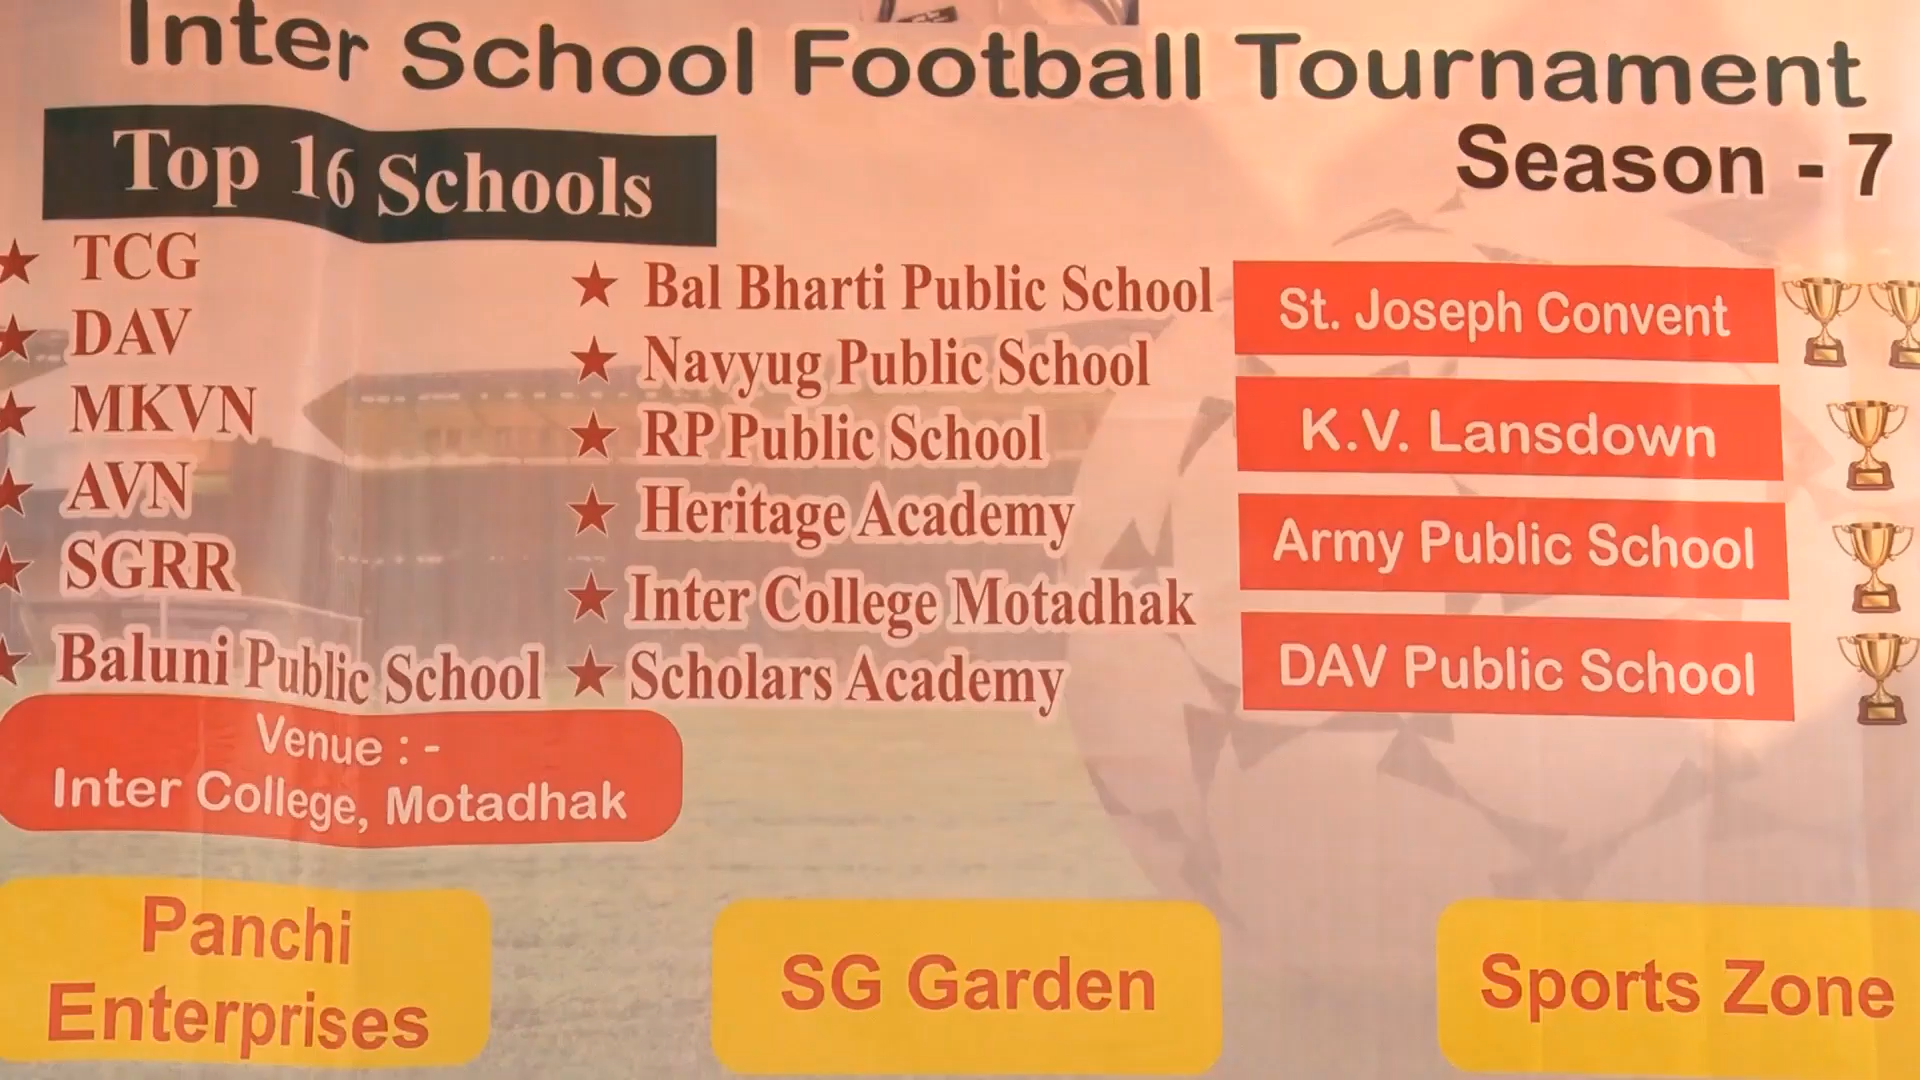 Inter School Football Tournament
Season - 7
Top 16 Schools
TCG
DAV
MKVN
AVN
SGRR
Baluni Public School
Bal Bharti Public School
Navyug Public School
RP Public School
Heritage Academy
Inter College Motadhak
Scholars Academy
St. Joseph Convent
K.V. Lansdown
Army Public School
DAV Public School
Venue : -
Inter College, Motadhak
Panchi
Enterprises
SG Garden
Sports Zone